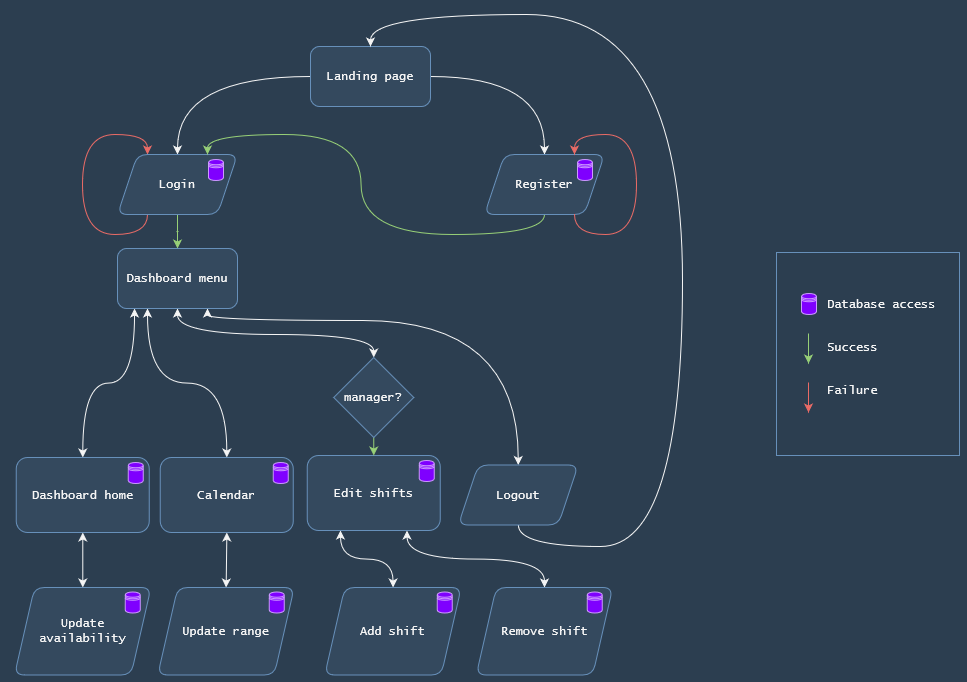 Landing page
Login
Register
Dashboard menu
Database access
Success
Failure
manager?
Dashboard home
Calendar
Edit shifts
Logout
Update
availability
Update range
Add shift
Remove shift